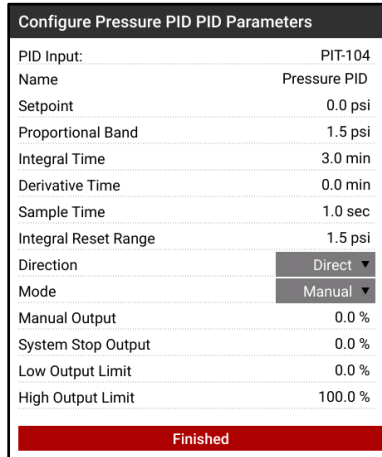 Configure Pressure PID PID Parameters
PID Input: PIT-104
Name Pressure PID
Setpoint 0.0 psi
Proportional Band 1.5 psi
Integral Time 3.0 min
Derivative Time 0.0 min
Sample Time 1.0 sec
Integral Reset Range 1.5 psi
Direction Direct ▼
Mode Manual ▼
Manual Output 0.0 %
System Stop Output 0.0 %
Low Output Limit 0.0 %
High Output Limit 100.0 %
Finished